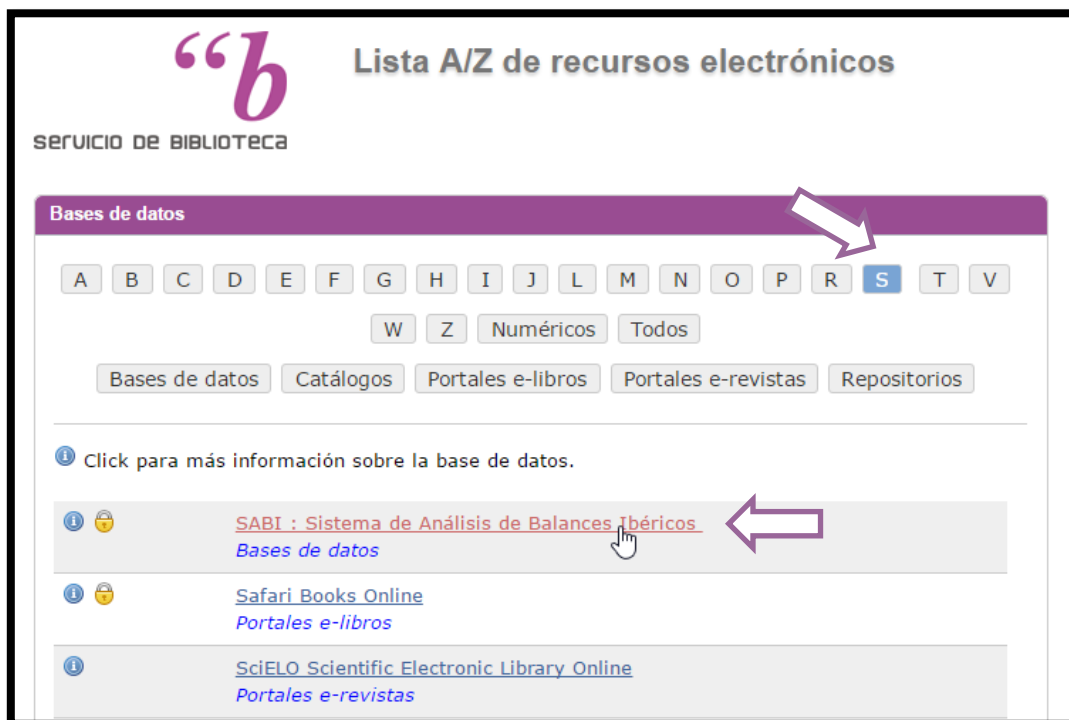 “b
Lista A/Z de recursos electrónicos
servicio de biblioteca
Bases de datos
A B C D E F G H I J L M N O P R S T V
W Z Numéricos Todos
Bases de datos Catálogos Portales e-libros Portales e-revistas Repositorios
Click para más información sobre la base de datos.
SABI : Sistema de Análisis de Balances Ibéricos
Bases de datos
Safari Books Online
Portales e-libros
SciELO Scientific Electronic Library Online
Portales e-revistas